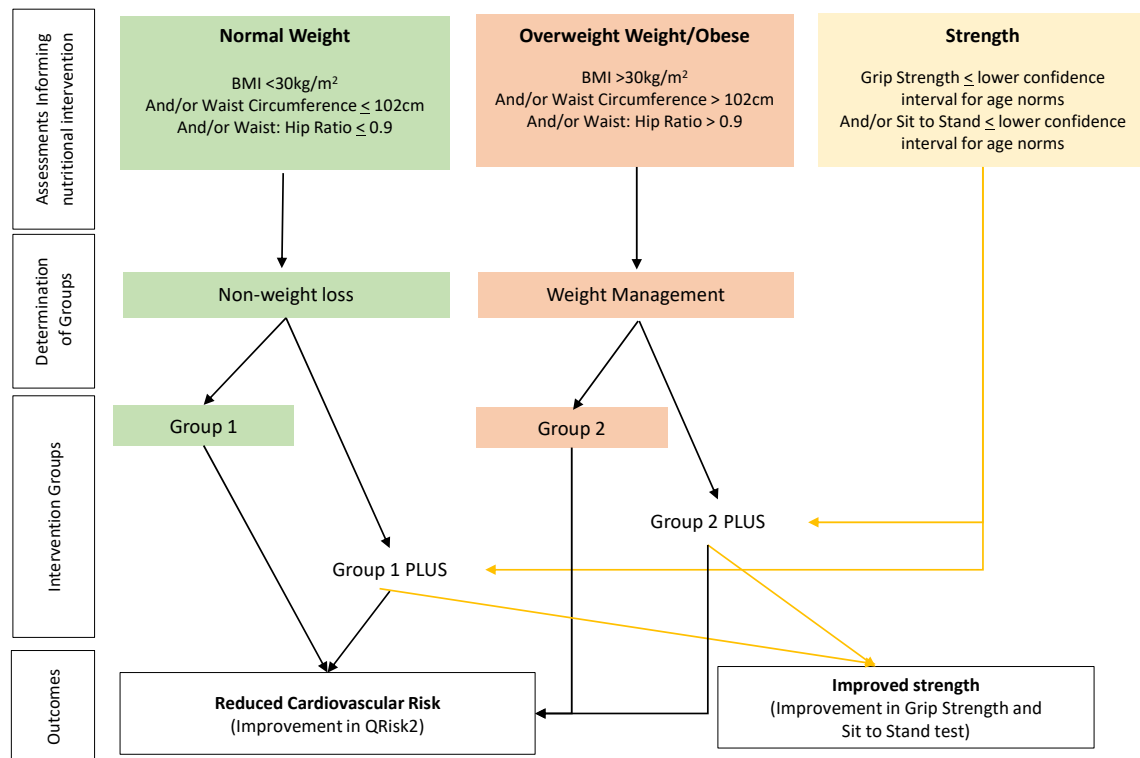 Assessments Informing
nutritional intervention
Normal Weight
BMI <30kg/m²
And/or Waist Circumference ≤ 102cm
And/or Waist: Hip Ratio ≤ 0.9
Overweight Weight/Obese
BMI >30kg/m²
And/or Waist Circumference > 102cm
And/or Waist: Hip Ratio > 0.9
Strength
Grip Strength ≤ lower confidence
interval for age norms
And/or Sit to Stand ≤ lower confidence
interval for age norms
Determination
of Groups
Non-weight loss
Weight Management
Intervention Groups
Group 1
Group 2
Group 2 PLUS
Group 1 PLUS
Outcomes
Reduced Cardiovascular Risk
(Improvement in QRisk2)
Improved strength
(Improvement in Grip Strength and
Sit to Stand test)